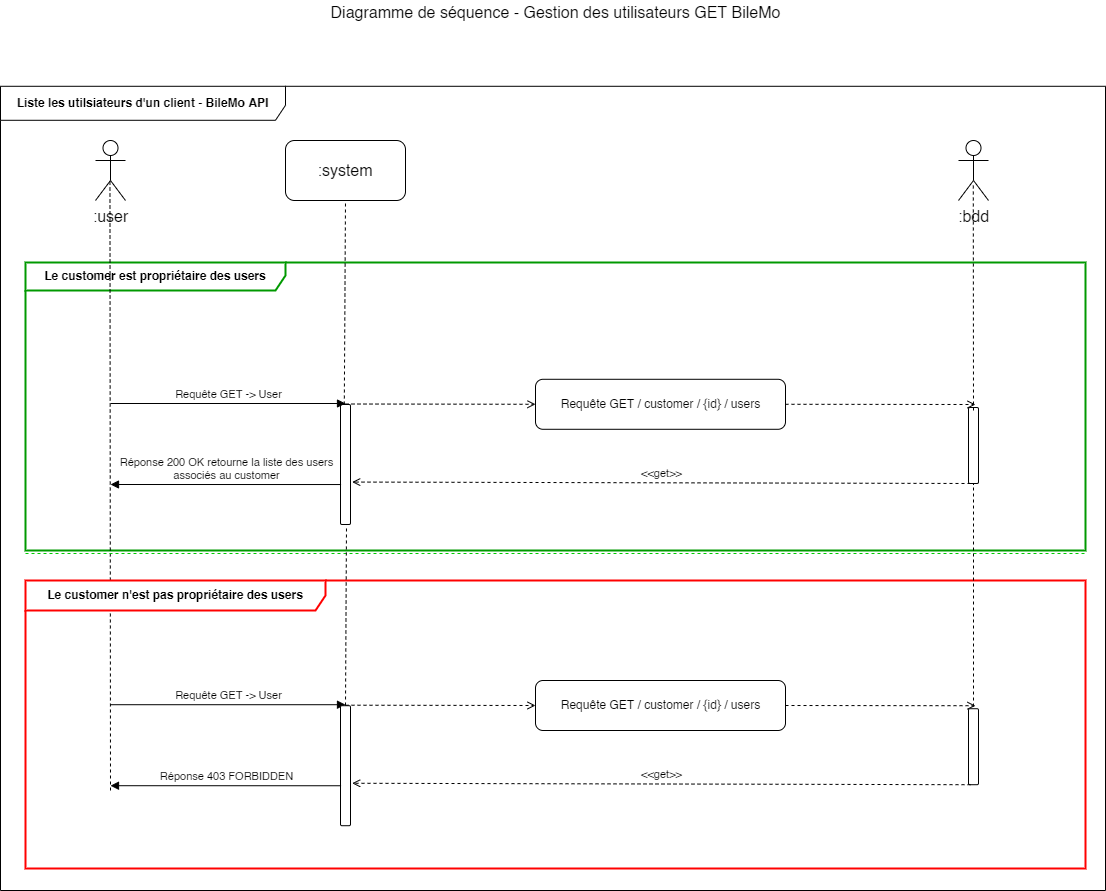 Diagramme de séquence - Gestion des utilisateurs GET BileMo
Liste les utilsiateurs d'un client - BileMo API
:user
:system
:bdd
Le customer est propriétaire des users
Requête GET -> User
Requête GET / customer / {id} / users
Réponse 200 OK retourne la liste des users
associés au customer
<<get>>
Le customer n'est pas propriétaire des users
Requête GET -> User
Requête GET / customer / {id} / users
Réponse 403 FORBIDDEN
<<get>>